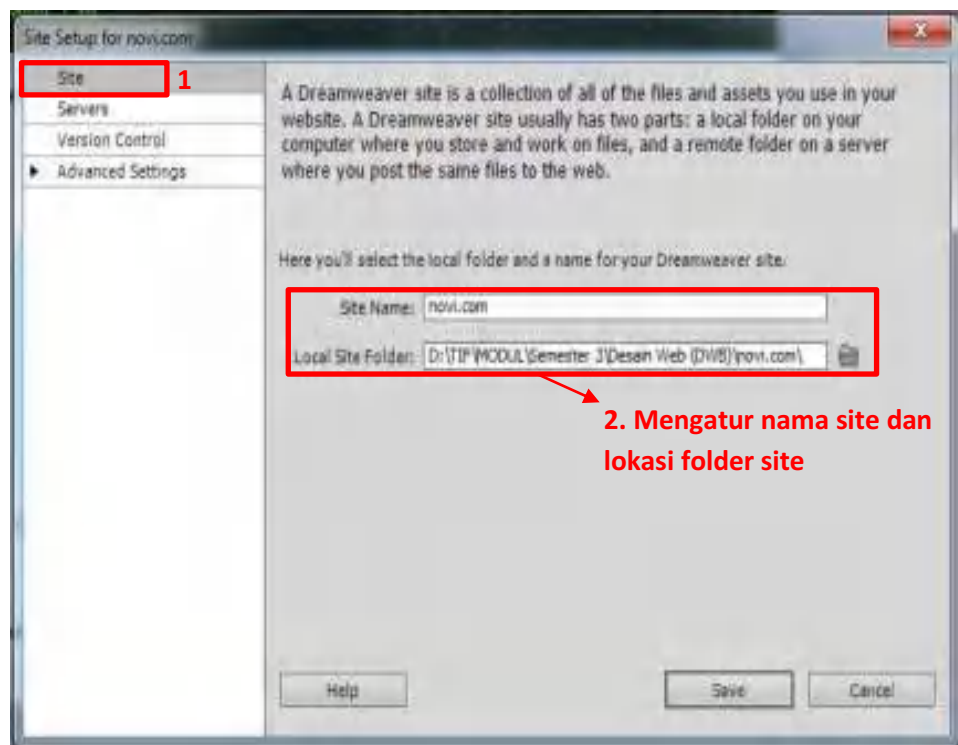 Site Setup for novi.com
Site
1
Servers
Version Control
Advanced Settings
A Dreamweaver site is a collection of all of the files and assets you use in your
website. A Dreamweaver site usually has two parts: a local folder on your
computer where you store and work on files, and a remote folder on a server
where you post the same files to the web.
Here you'll select the local folder and a name for your Dreamweaver site.
Site Name: novi.com
Local Site Folder: D:\TIF\MODUL\Semester 3\Desain Web (DWB)\novi.com\
2. Mengatur nama site dan
lokasi folder site
Help
Save
Cancel